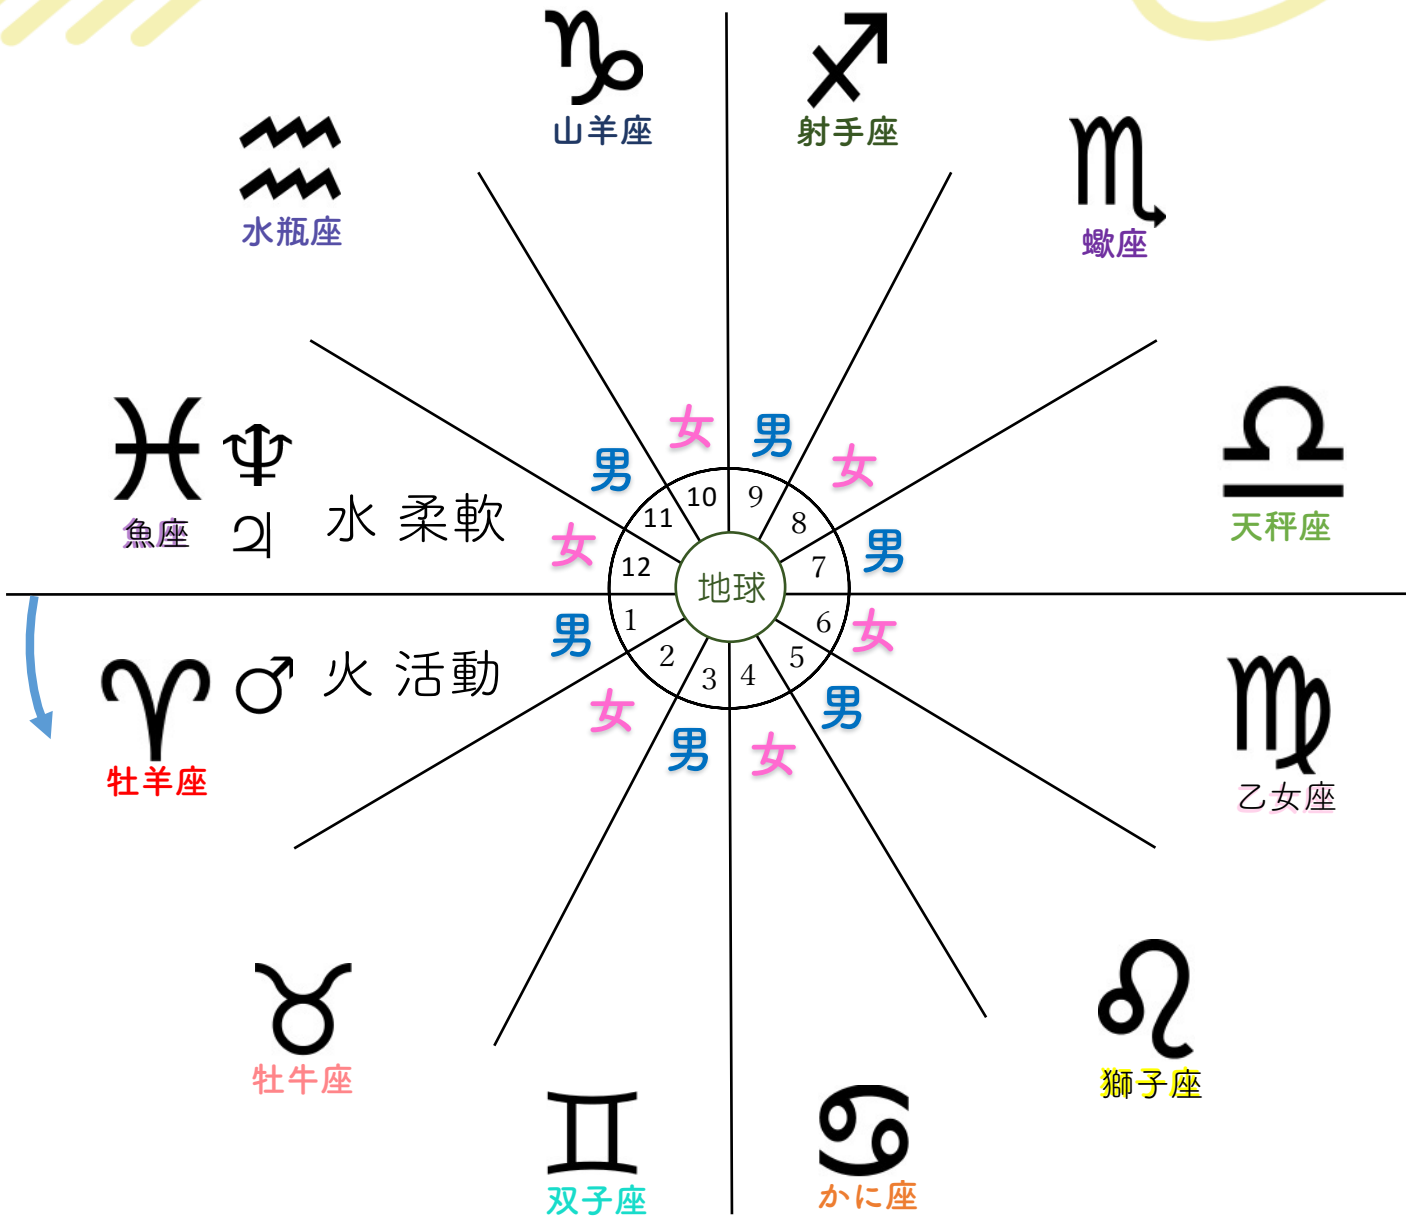 ♑ ♐
山羊座 射手座
♒ ♏
水瓶座 蠍座
♓ ♆ ♎
♃ 水 柔軟
魚座 天秤座
女 男
男 女
女 男
10 9
11 8
12 7
地球
1 6
2 5
3 4
男 女
女 男
男 女
♈ ♂ 火 活動 ♍
牡羊座 乙女座
♉ ♌
牡牛座 獅子座
♊ ♋
双子座 かに座